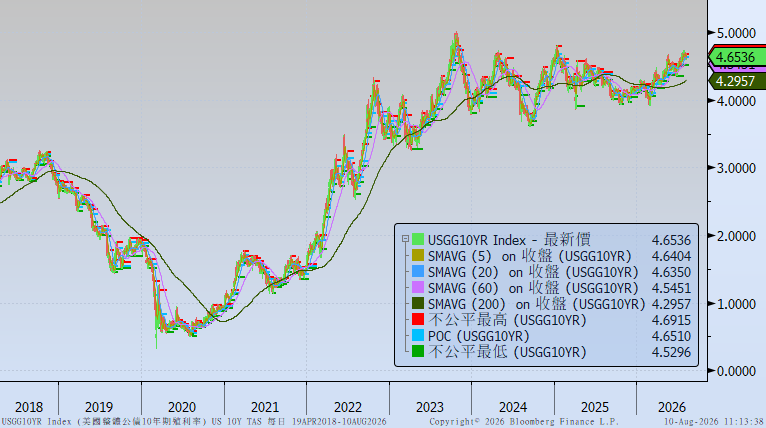 5.0000
4.6536
4.2957
4.0000
3.0000
USGG10YR Index - 最新價 4.6536
SMAVG (5) on 收盤 (USGG10YR) 4.6404
SMAVG (20) on 收盤 (USGG10YR) 4.6350
SMAVG (60) on 收盤 (USGG10YR) 4.5451
SMAVG (200) on 收盤 (USGG10YR) 4.2957
不公平最高 (USGG10YR) 4.6915
POC (USGG10YR) 4.6510
不公平最低 (USGG10YR) 4.5296
2.0000
1.0000
0.0000
2018 2019 2020 2021 2022 2023 2024 2025 2026
USGG10YR Index (美國整體公債10年期殖利率) US 10Y TAS 每日 19APR2018-10AUG2026 Copyright© 2026 Bloomberg Finance L.P. 10-Aug-2026 11:13:38